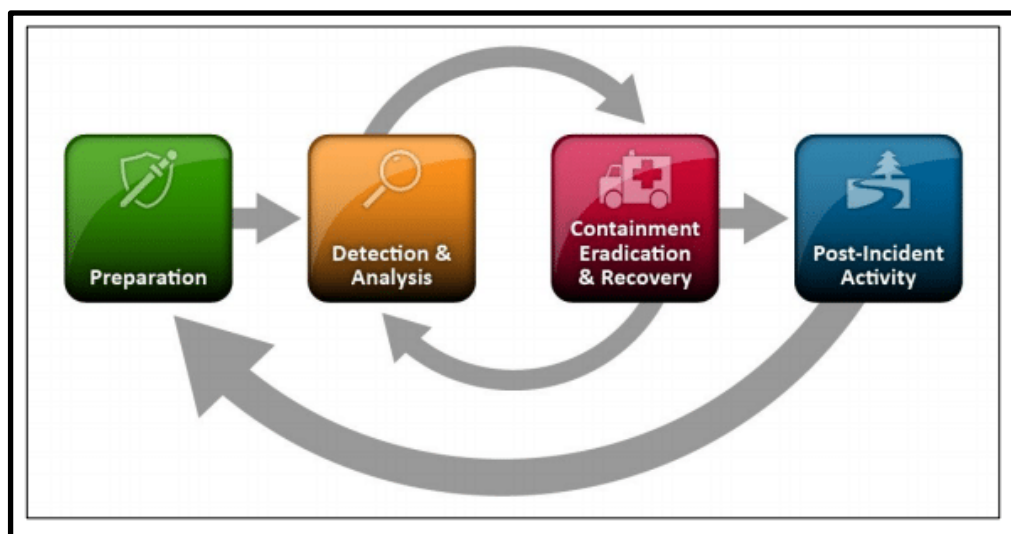 Preparation
Detection &
Analysis
Containment
Eradication
& Recovery
Post-Incident
Activity